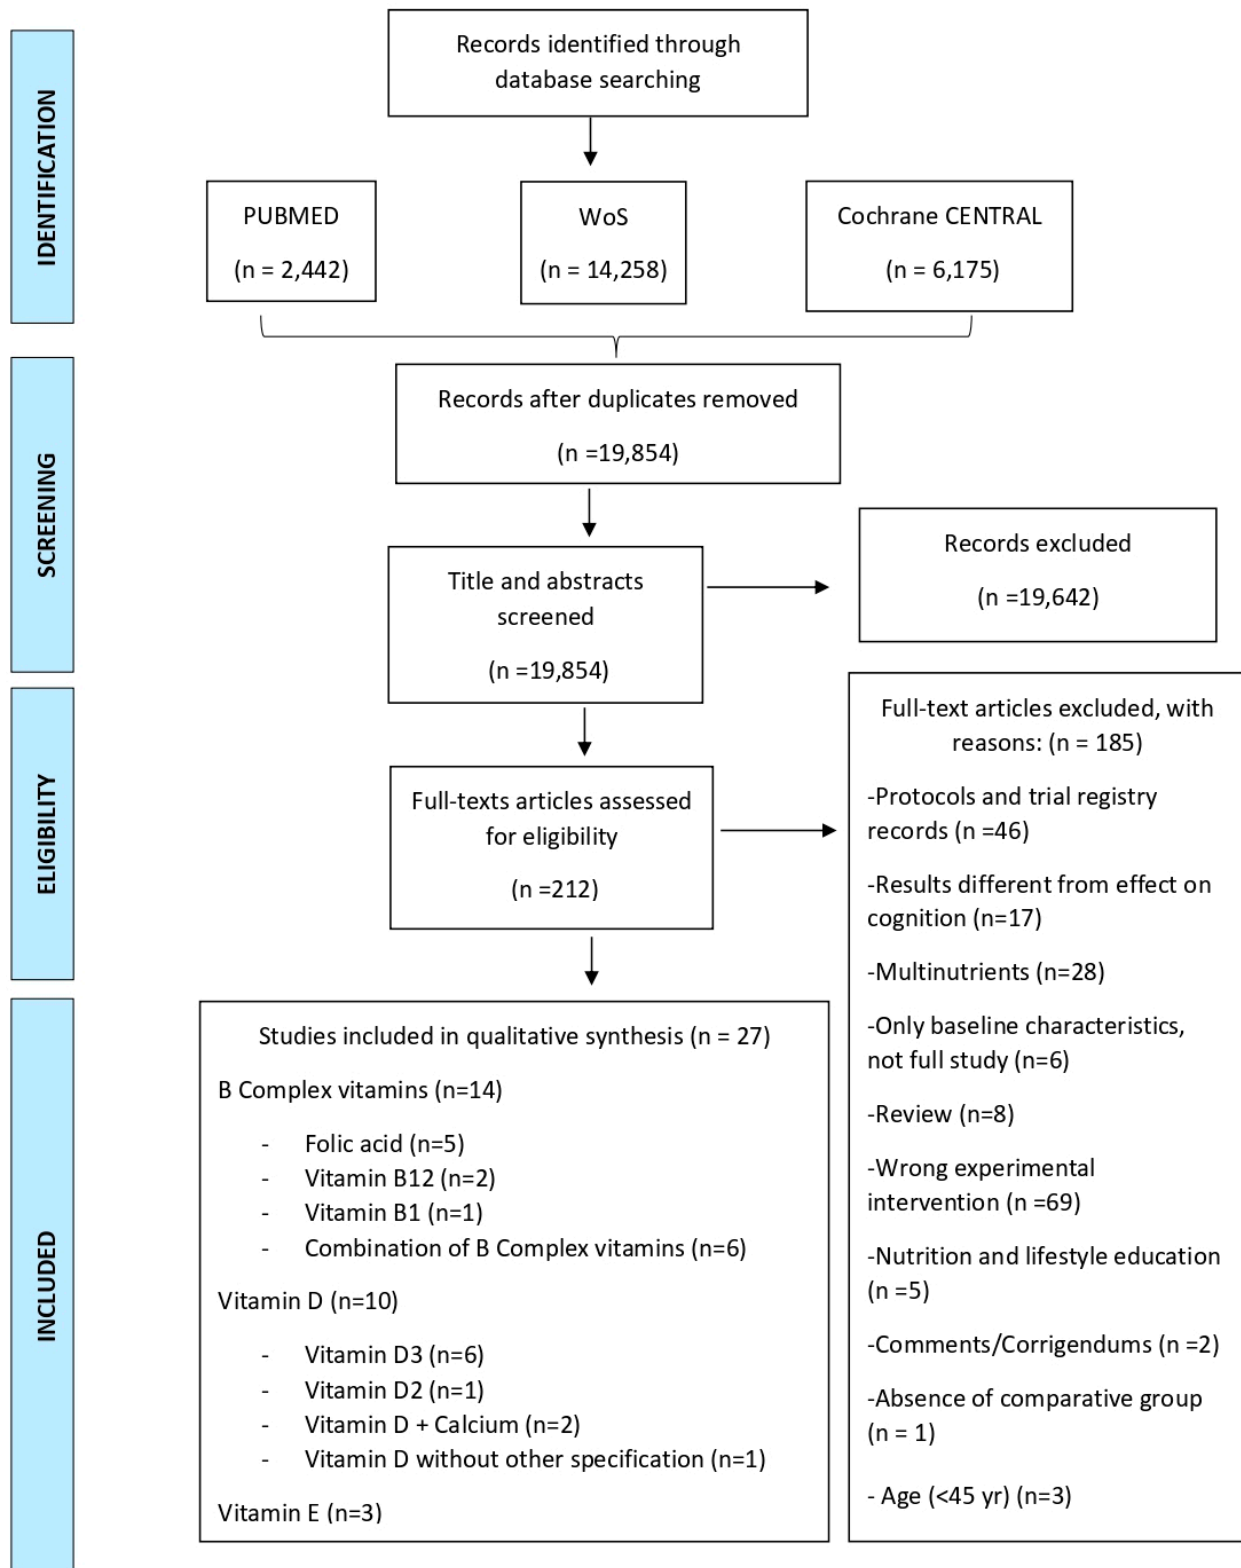 IDENTIFICATION
Records identified through
database searching
PUBMED
(n = 2,442)
WoS
(n = 14,258)
Cochrane CENTRAL
(n = 6,175)
SCREENING
Records after duplicates removed
(n =19,854)
Title and abstracts
screened
(n =19,854)
Records excluded
(n =19,642)
ELIGIBILITY
Full-texts articles assessed
for eligibility
(n =212)
Full-text articles excluded, with
reasons: (n = 185)
-Protocols and trial registry
records (n =46)
-Results different from effect on
cognition (n=17)
-Multinutrients (n=28)
-Only baseline characteristics,
not full study (n=6)
-Review (n=8)
-Wrong experimental
intervention (n =69)
-Nutrition and lifestyle education
(n =5)
-Comments/Corrigendums (n =2)
-Absence of comparative group
(n = 1)
- Age (<45 yr) (n=3)
INCLUDED
Studies included in qualitative synthesis (n = 27)
B Complex vitamins (n=14)
- Folic acid (n=5)
- Vitamin B12 (n=2)
- Vitamin B1 (n=1)
- Combination of B Complex vitamins (n=6)
Vitamin D (n=10)
- Vitamin D3 (n=6)
- Vitamin D2 (n=1)
- Vitamin D + Calcium (n=2)
- Vitamin D without other specification (n=1)
Vitamin E (n=3)